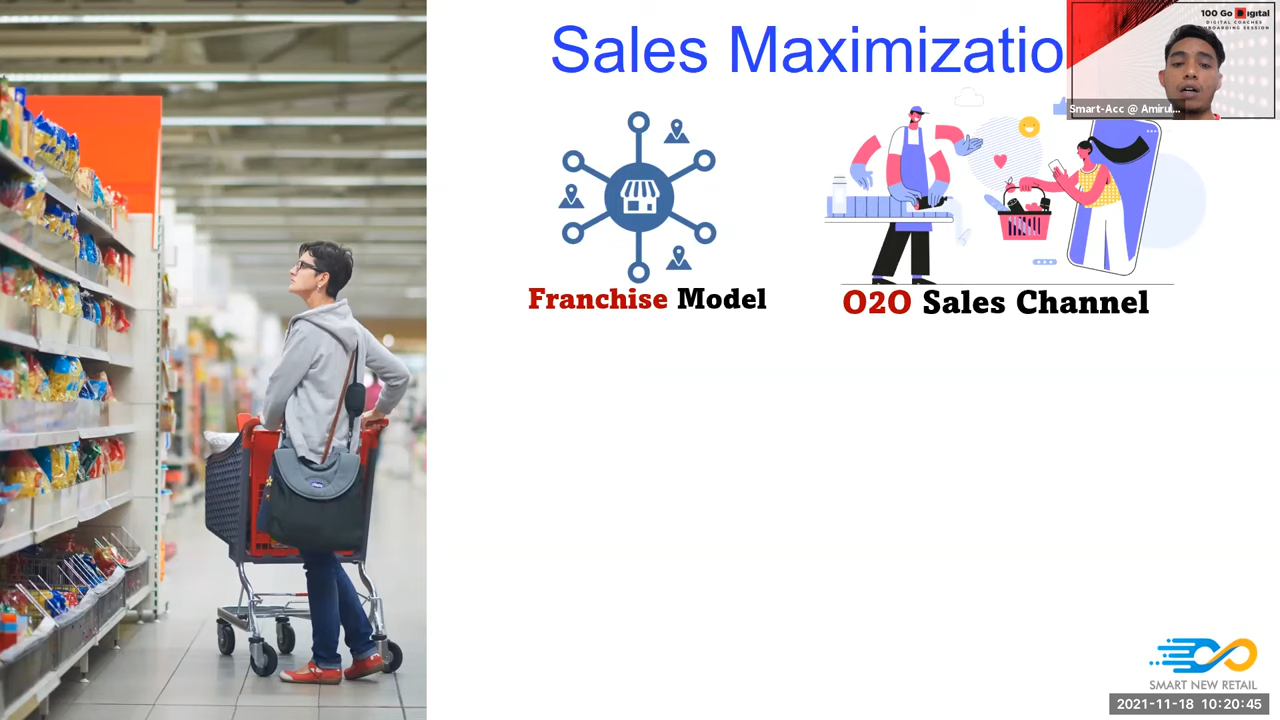 Sales Maximizatio
100 Go Digital
DIGITAL COACHES
ONBOARDING SESSION
Smart-Acc @ Amirul...
Franchise Model
O2O Sales Channel
SMART NEW RETAIL
2021-11-18 10:20:45